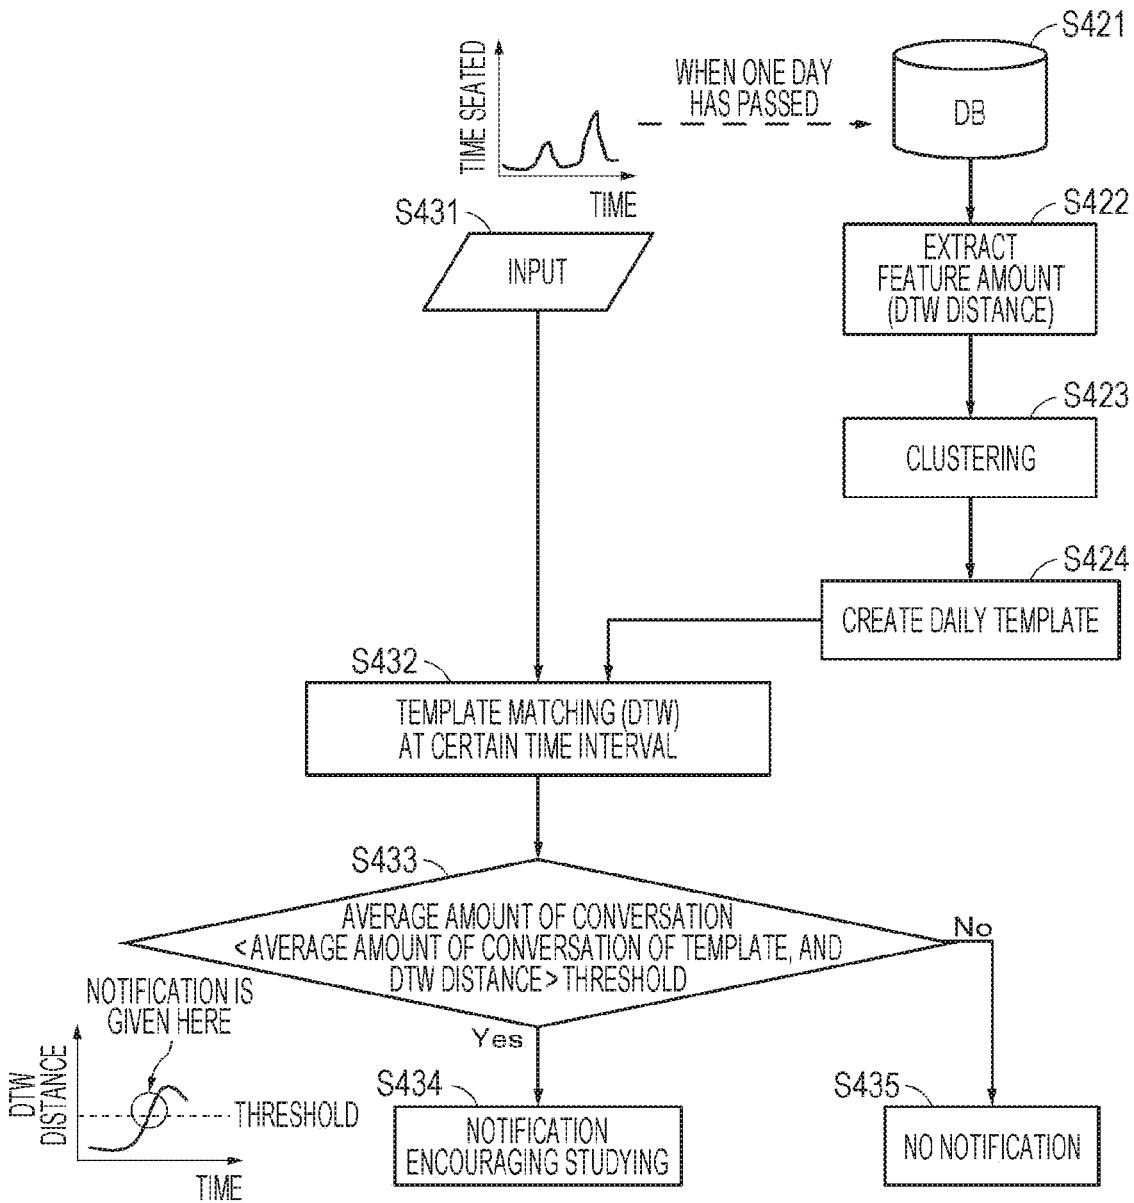 S421
TIME SEATED
WHEN ONE DAY
HAS PASSED
DB
TIME
S431
S422
INPUT
EXTRACT
FEATURE AMOUNT
(DTW DISTANCE)
S423
CLUSTERING
S424
CREATE DAILY TEMPLATE
S432
TEMPLATE MATCHING (DTW)
AT CERTAIN TIME INTERVAL
S433
AVERAGE AMOUNT OF CONVERSATION
<AVERAGE AMOUNT OF CONVERSATION OF TEMPLATE, AND
DTW DISTANCE > THRESHOLD
No
Yes
NOTIFICATION IS
GIVEN HERE
DTW
DISTANCE
THRESHOLD
TIME
S434
NOTIFICATION
ENCOURAGING STUDYING
S435
NO NOTIFICATION